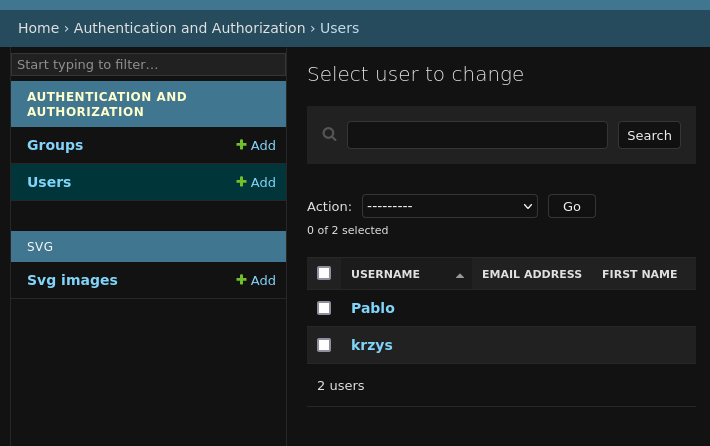 Home › Authentication and Authorization › Users
Start typing to filter...
AUTHENTICATION AND
AUTHORIZATION
Groups + Add
Users + Add
SVG
Svg images + Add
Select user to change
Search
Action: --------- Go
0 of 2 selected
USERNAME EMAIL ADDRESS FIRST NAME
Pablo
krzys
2 users